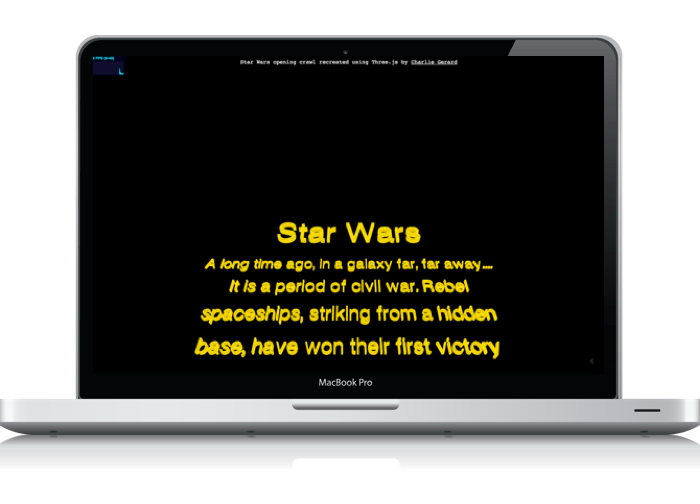 Star Wars opening crawl recreated using Three.js by Charlie Gerard
Star Wars
A long time ago, in a galaxy far, far away....
It is a period of civil war. Rebel
spaceships, striking from a hidden
base, have won their first victory
MacBook Pro